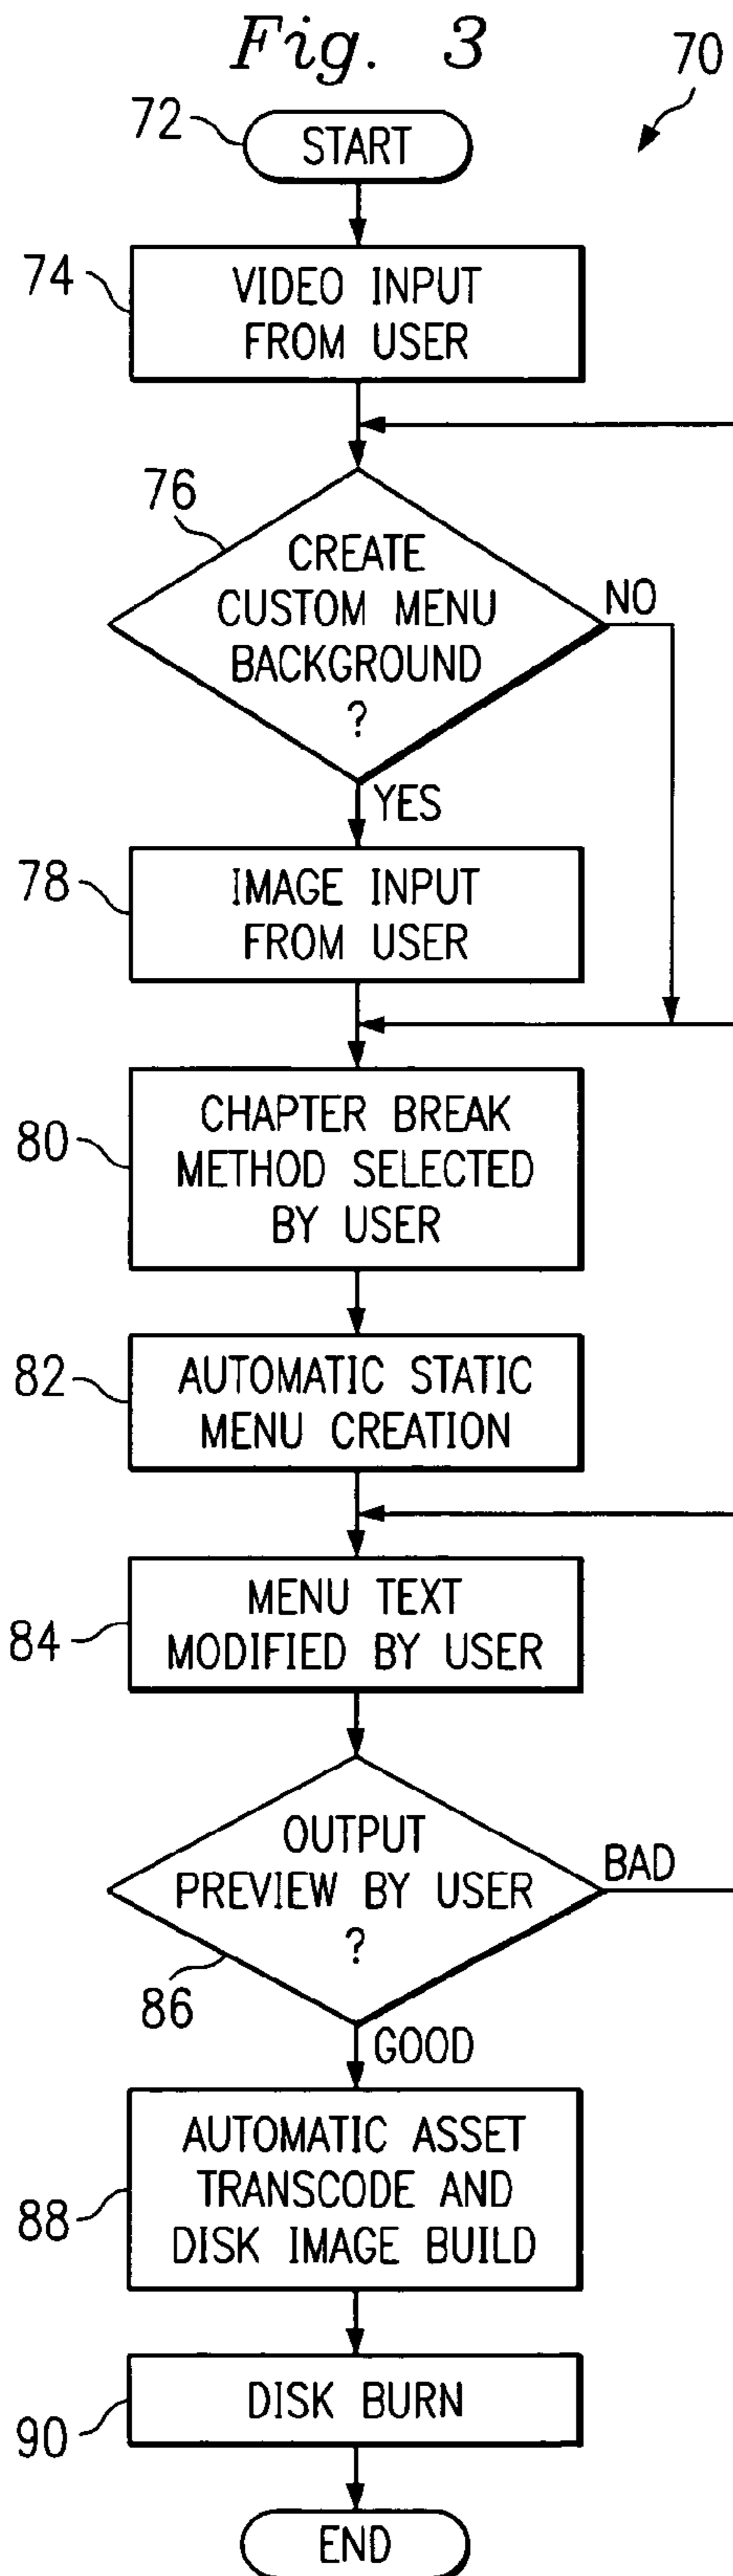 Fig. 3
70
72
START
74
VIDEO INPUT
FROM USER
76
CREATE
CUSTOM MENU
BACKGROUND
?
NO
YES
78
IMAGE INPUT
FROM USER
80
CHAPTER BREAK
METHOD SELECTED
BY USER
82
AUTOMATIC STATIC
MENU CREATION
84
MENU TEXT
MODIFIED BY USER
OUTPUT
PREVIEW BY USER
?
BAD
86
GOOD
88
AUTOMATIC ASSET
TRANSCODE AND
DISK IMAGE BUILD
90
DISK BURN
END